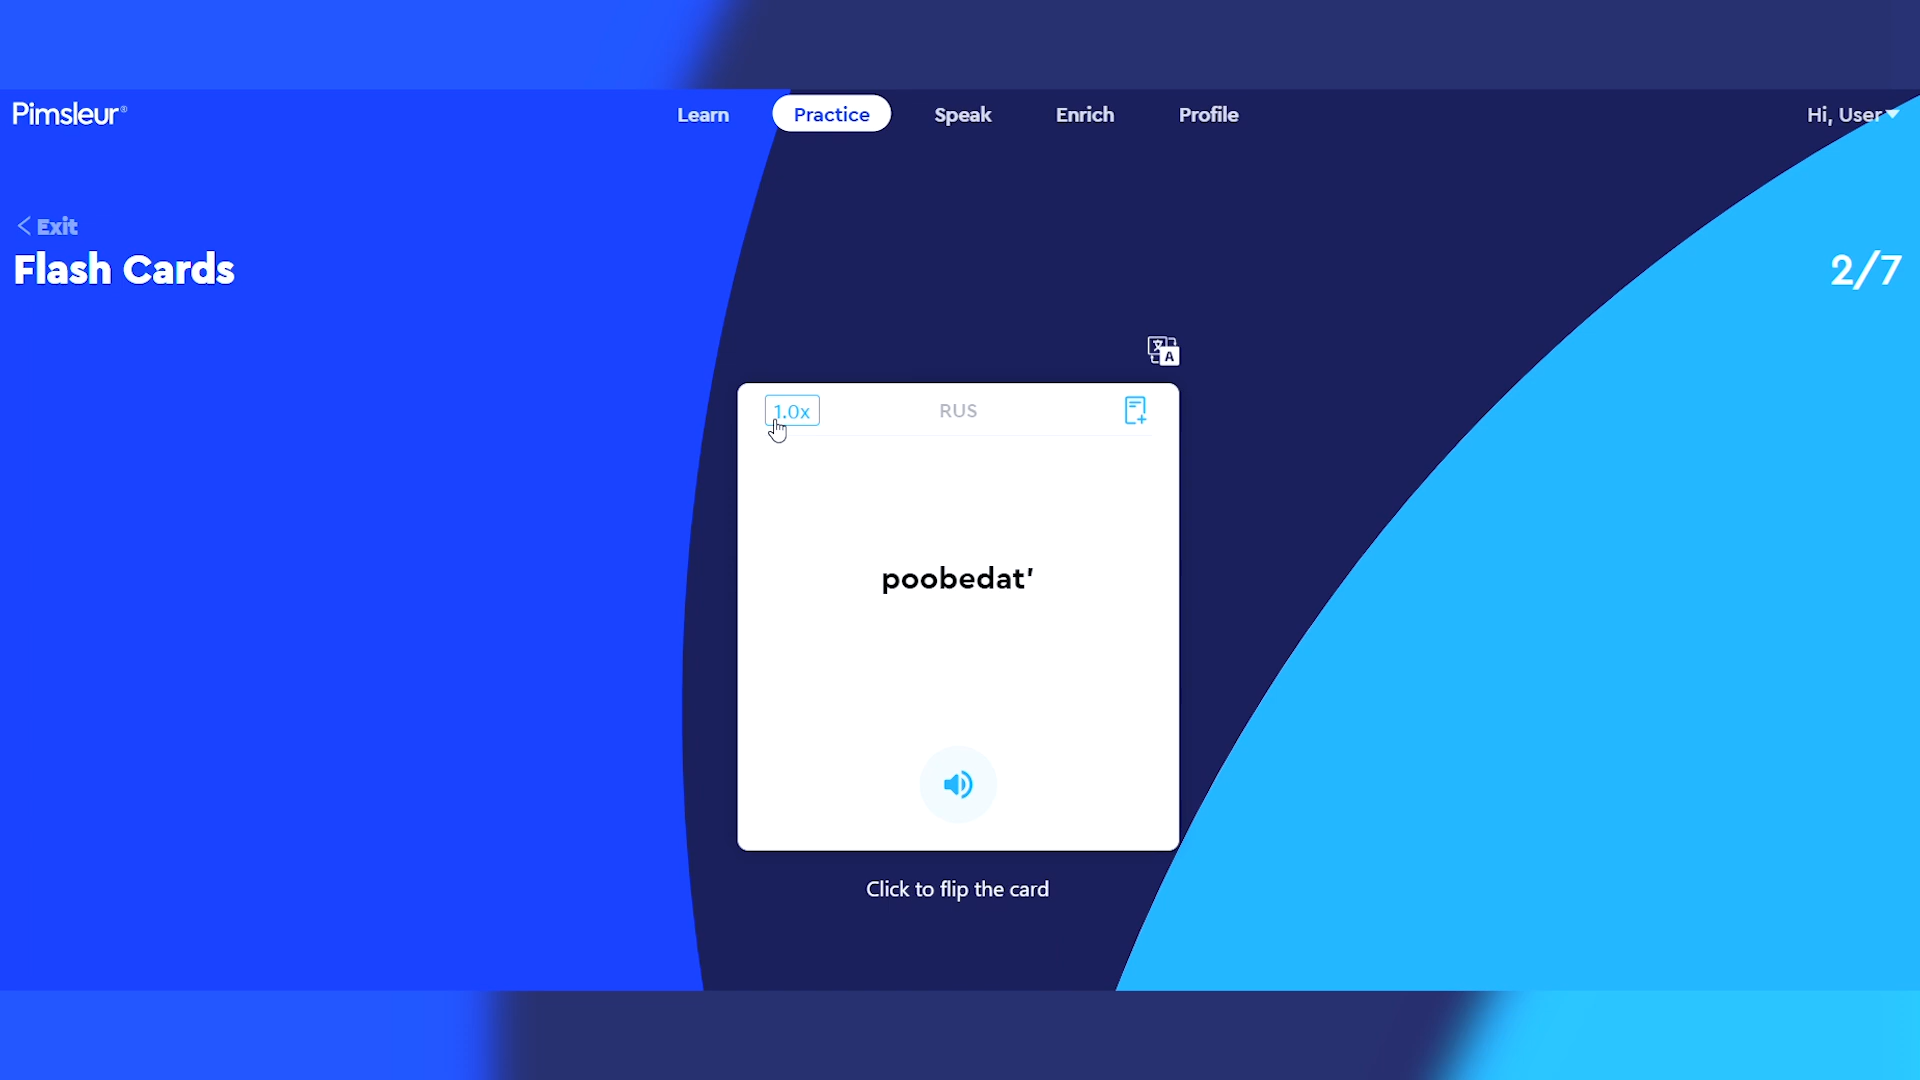 Pimsleur®
Learn
Practice
Speak
Enrich
Profile
Hi, User
Exit
Flash Cards
2/7
A
1.0x
RUS
poobedat'
Click to flip the card